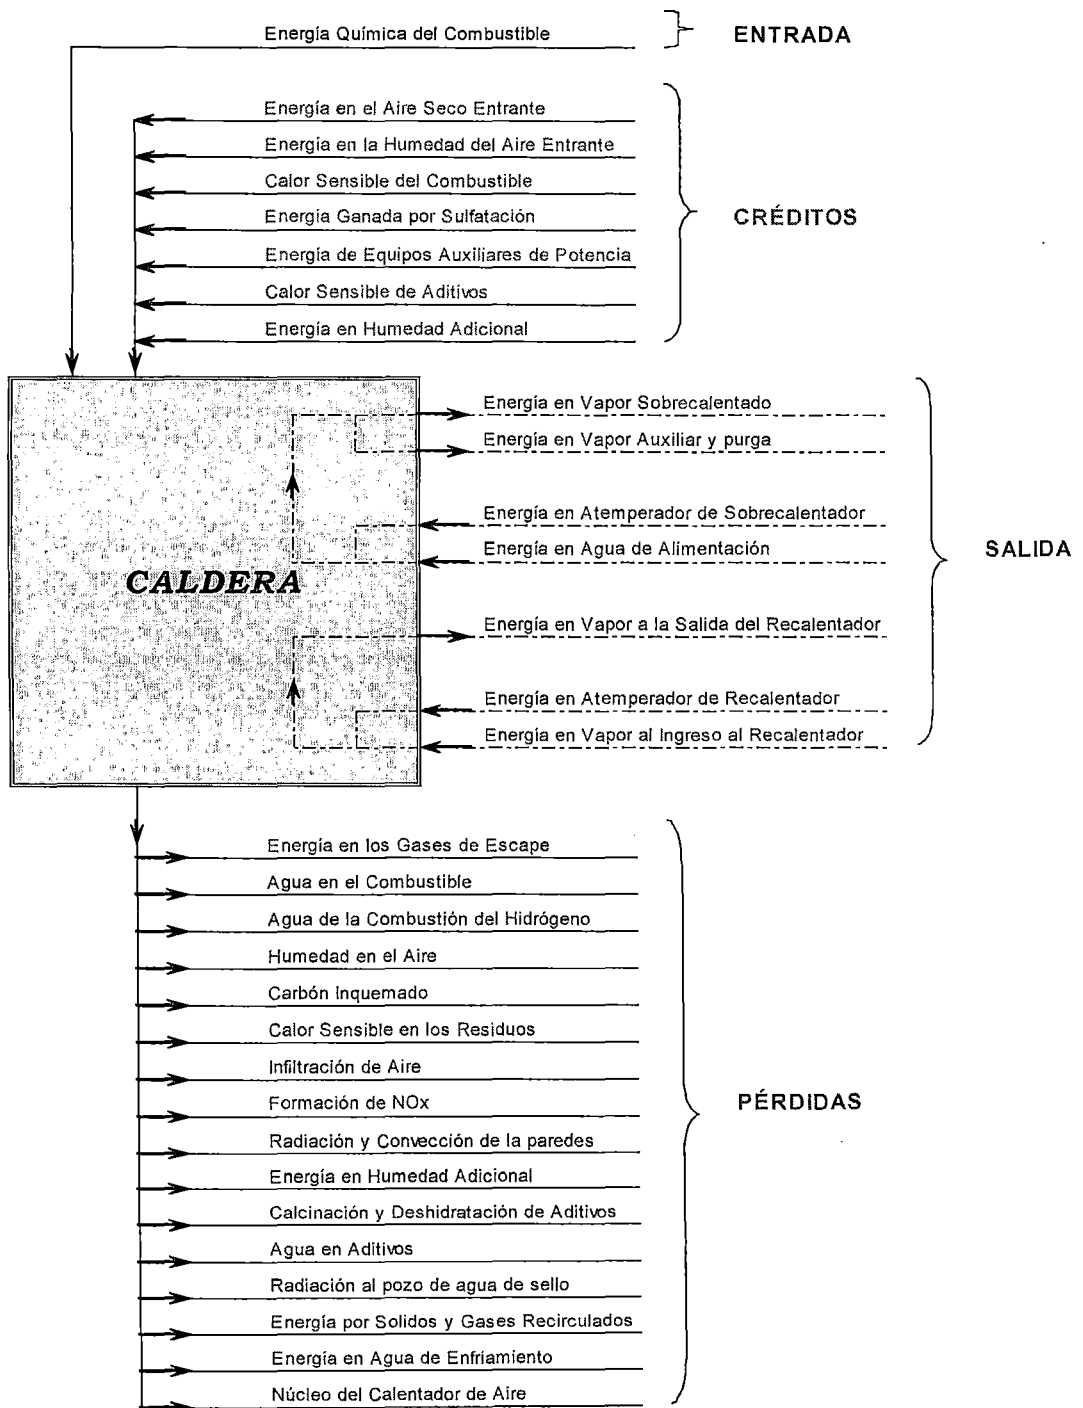 Energía Química del Combustible
ENTRADA
Energía en el Aire Seco Entrante
Energía en la Humedad del Aire Entrante
Calor Sensible del Combustible
Energía Ganada por Sulfatación
CRÉDITOS
Energía de Equipos Auxiliares de Potencia
Calor Sensible de Aditivos
Energía en Humedad Adicional
Energía en Vapor Sobrecalentado
Energía en Vapor Auxiliar y purga
Energía en Atemperador de Sobrecalentador
Energía en Agua de Alimentación
SALIDA
CALDERA
Energía en Vapor a la Salida del Recalentador
Energía en Atemperador de Recalentador
Energía en Vapor al Ingreso al Recalentador
Energía en los Gases de Escape
Agua en el Combustible
Agua de la Combustión del Hidrógeno
Humedad en el Aire
Carbón Inquemado
Calor Sensible en los Residuos
Infiltración de Aire
Formación de NOx
PÉRDIDAS
Radiación y Convección de la paredes
Energía en Humedad Adicional
Calcinación y Deshidratación de Aditivos
Agua en Aditivos
Radiación al pozo de agua de sello
Energía por Solidos y Gases Recirculados
Energía en Agua de Enfriamiento
Núcleo del Calentador de Aire